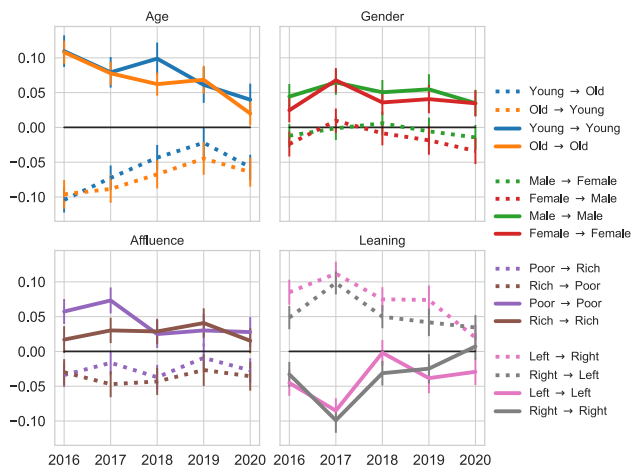 Age
Gender
0.10
0.05
0.00
−0.05
−0.10
Young → Old
Old → Young
Young → Young
Old → Old
Male → Female
Female → Male
Male → Male
Female → Female
Affluence
Leaning
0.10
0.05
0.00
−0.05
−0.10
Poor → Rich
Rich → Poor
Poor → Poor
Rich → Rich
Left → Right
Right → Left
Left → Left
Right → Right
2016 2017 2018 2019 2020
2016 2017 2018 2019 2020